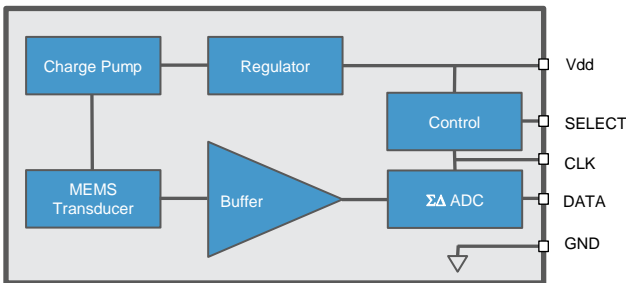 Charge Pump
Regulator
Vdd
Control
SELECT
CLK
MEMS
Transducer
Buffer
ΣΔ ADC
DATA
GND